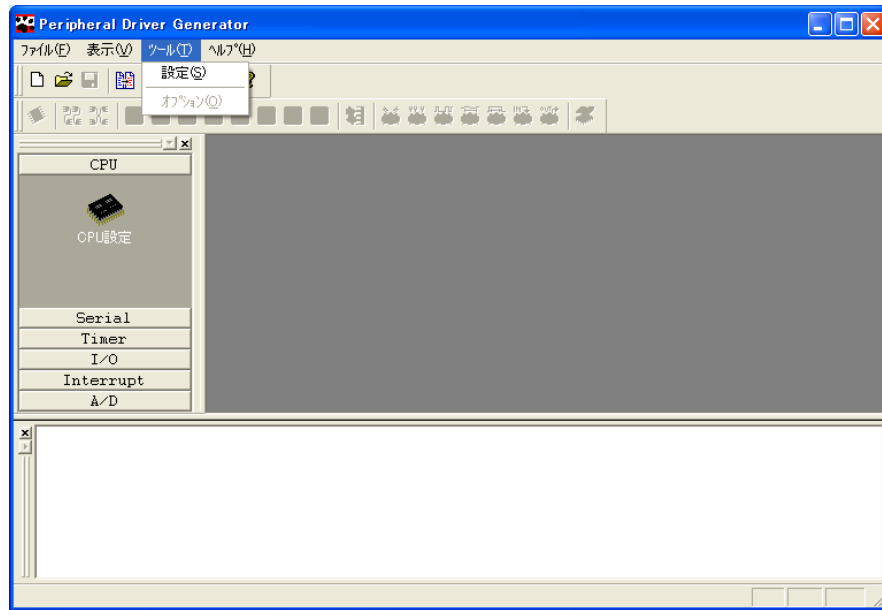 Peripheral Driver Generator
ファイル(F) 表示(V) ツール(T) ヘルプ(H)
設定(S)
オプション(O)
CPU
CPU設定
Serial
Timer
I/O
Interrupt
A/D